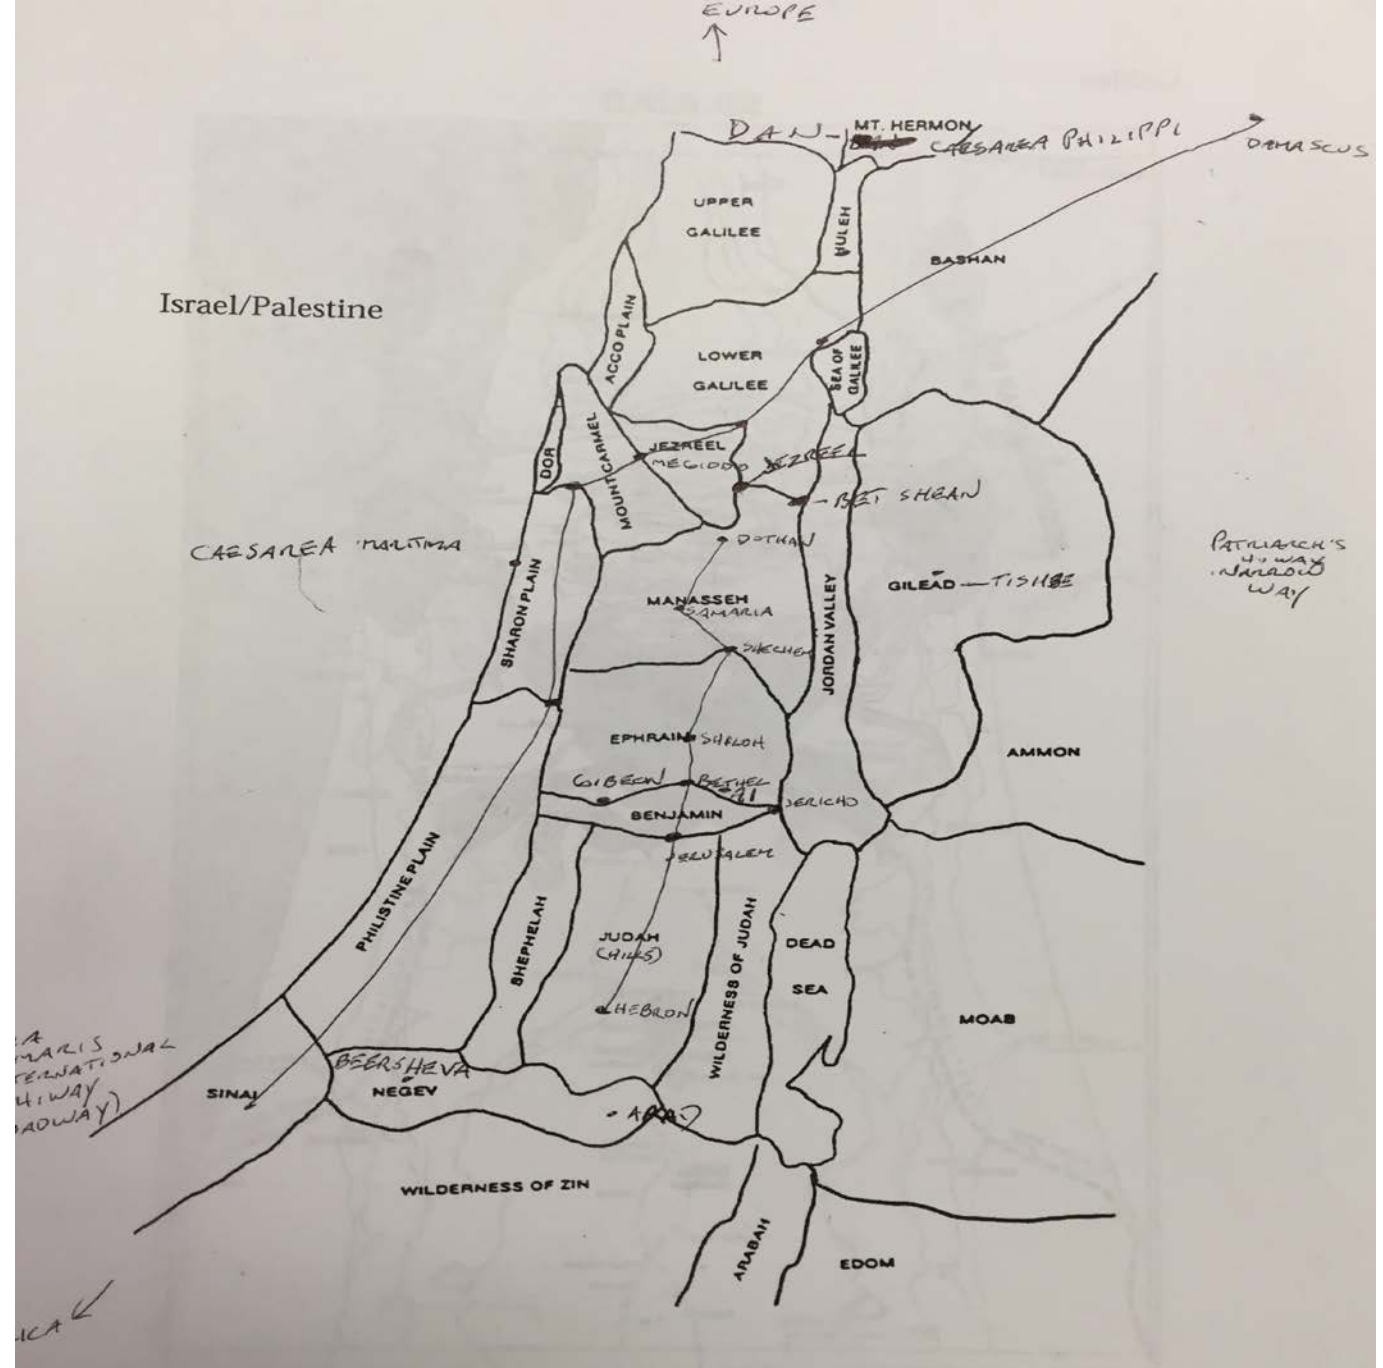 EUROPE
DAN - MT. HERMON
CAESAREA PHILIPPI
DAMASCUS
UPPER
GALILEE
HULEH
BASHAN
Israel/Palestine
ACCO PLAIN
LOWER
GALILEE
SEA OF
GALILEE
DOR
MOUNT CARMEL
JEZREEL
MEGIDDO
JEZREEL
- BET SHEAN
CAESAREA MARITIMA
DOTHAN
PATRIARCH'S
HIWAY
NARROW
WAY
GILEAD - TISHBE
MANASSEH
SAMARIA
SHARON PLAIN
JORDAN VALLEY
SHECHEM
EPHRAIM
SHILOH
AMMON
GIBEON
BETHEL
AI
JERICHO
BENJAMIN
JERUSALEM
PHILISTINE PLAIN
SHEPHELAH
JUDAH
(HILLS)
WILDERNESS OF JUDAH
DEAD
SEA
HEBRON
MOAB
A
MARIS
TERNATIONAL
HIWAY
OADWAY)
BEERSHEVA
NEGEV
SINAI
ARAD
WILDERNESS OF ZIN
ARABAH
EDOM
ICA